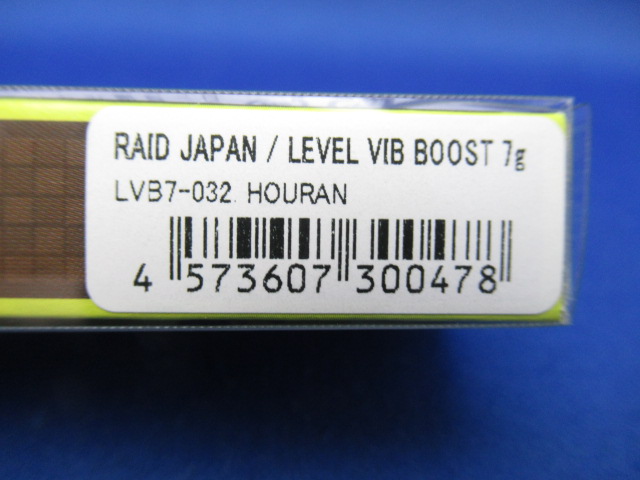 RAID JAPAN / LEVEL VIB BOOST 7g
LVB7-032 HOURAN
4 573607 300478